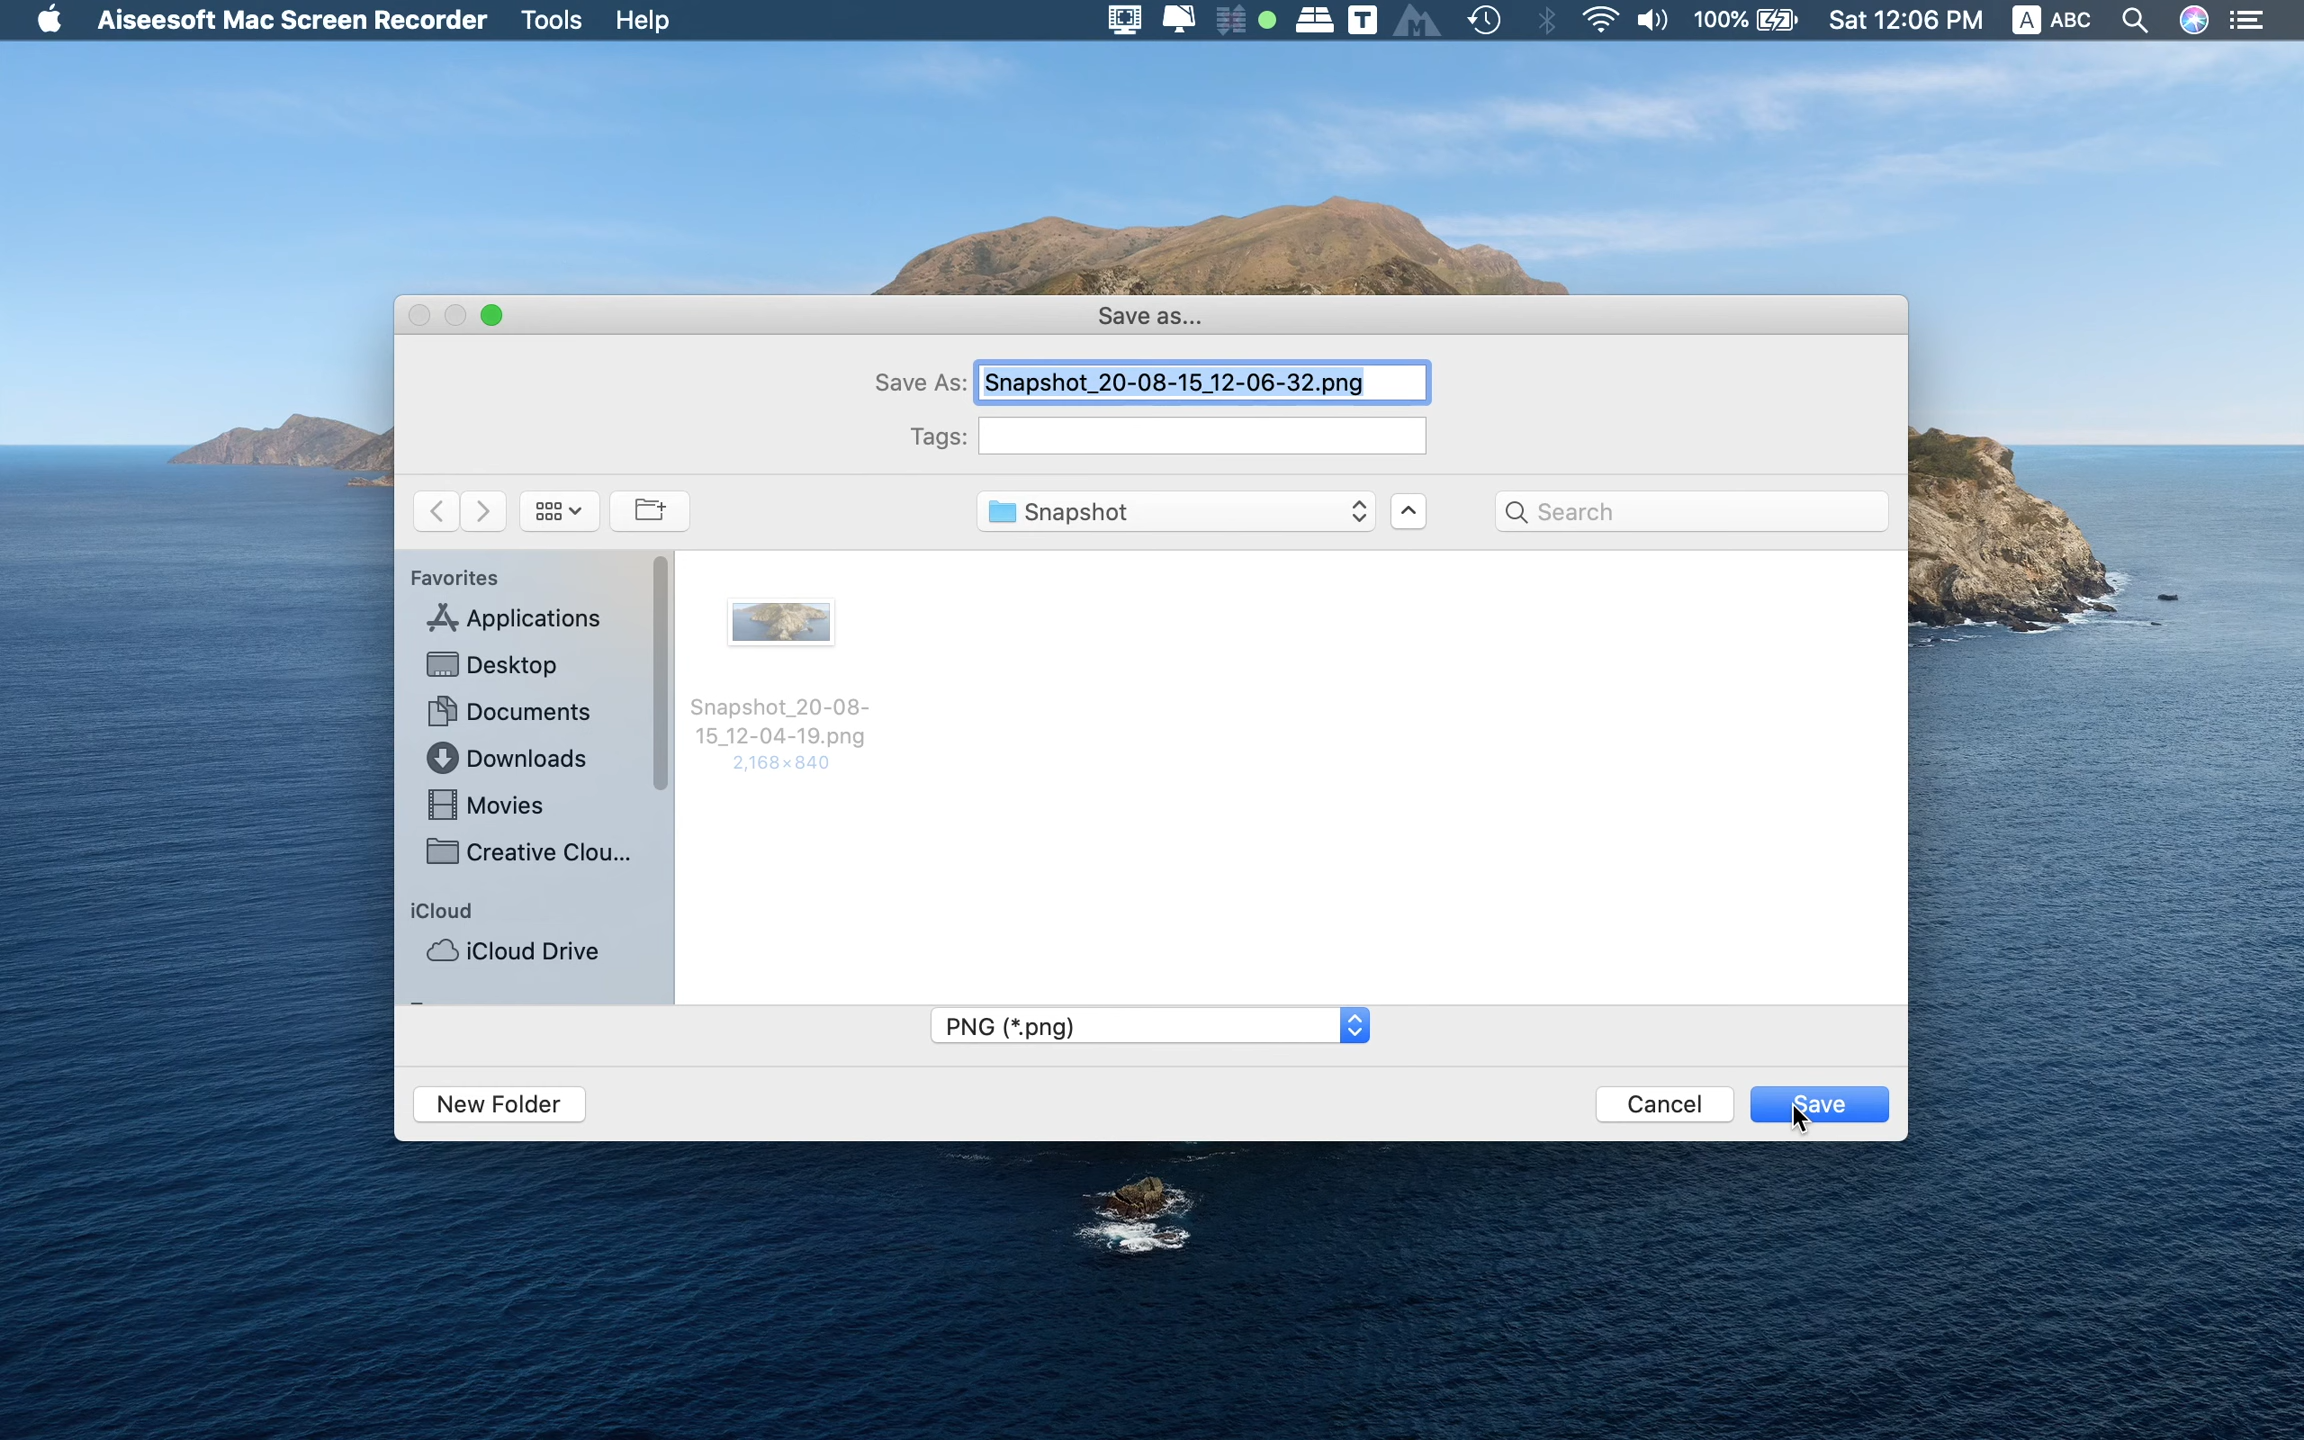 Aiseesoft Mac Screen Recorder Tools Help T 100% Sat 12:06 PM A ABC
Save as...
Save As: Snapshot_20-08-15_12-06-32.png
Tags:
Snapshot Search
Favorites
Applications
Desktop
Documents
Downloads
Movies
Creative Clou...
iCloud
iCloud Drive
Snapshot_20-08-
15_12-04-19.png
2,168×840
PNG (*.png)
New Folder Cancel Save